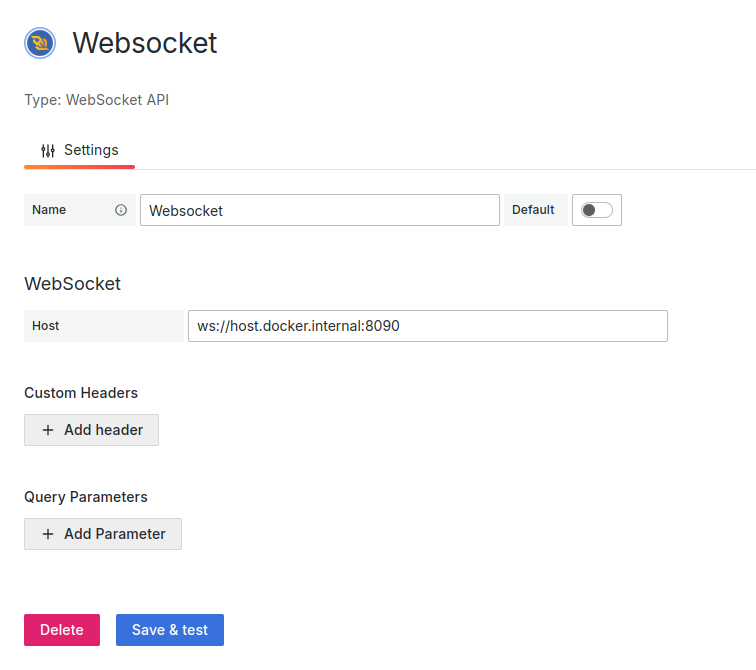 Websocket
Type: WebSocket API
Settings
Name Websocket Default
WebSocket
Host ws://host.docker.internal:8090
Custom Headers
+ Add header
Query Parameters
+ Add Parameter
Delete Save & test